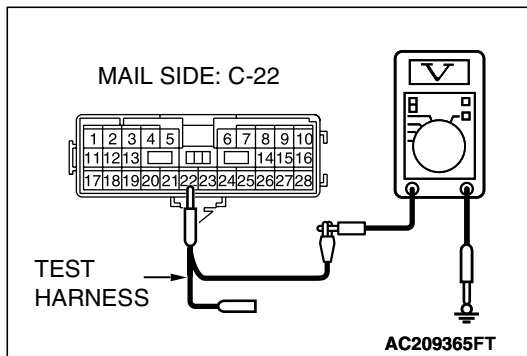 MAIL SIDE: C-22
V
1 2 3 4 5 6 7 8 9 10
11 12 13 14 15 16
17 18 19 20 21 22 23 24 25 26 27 28
TEST
HARNESS
AC209365FT